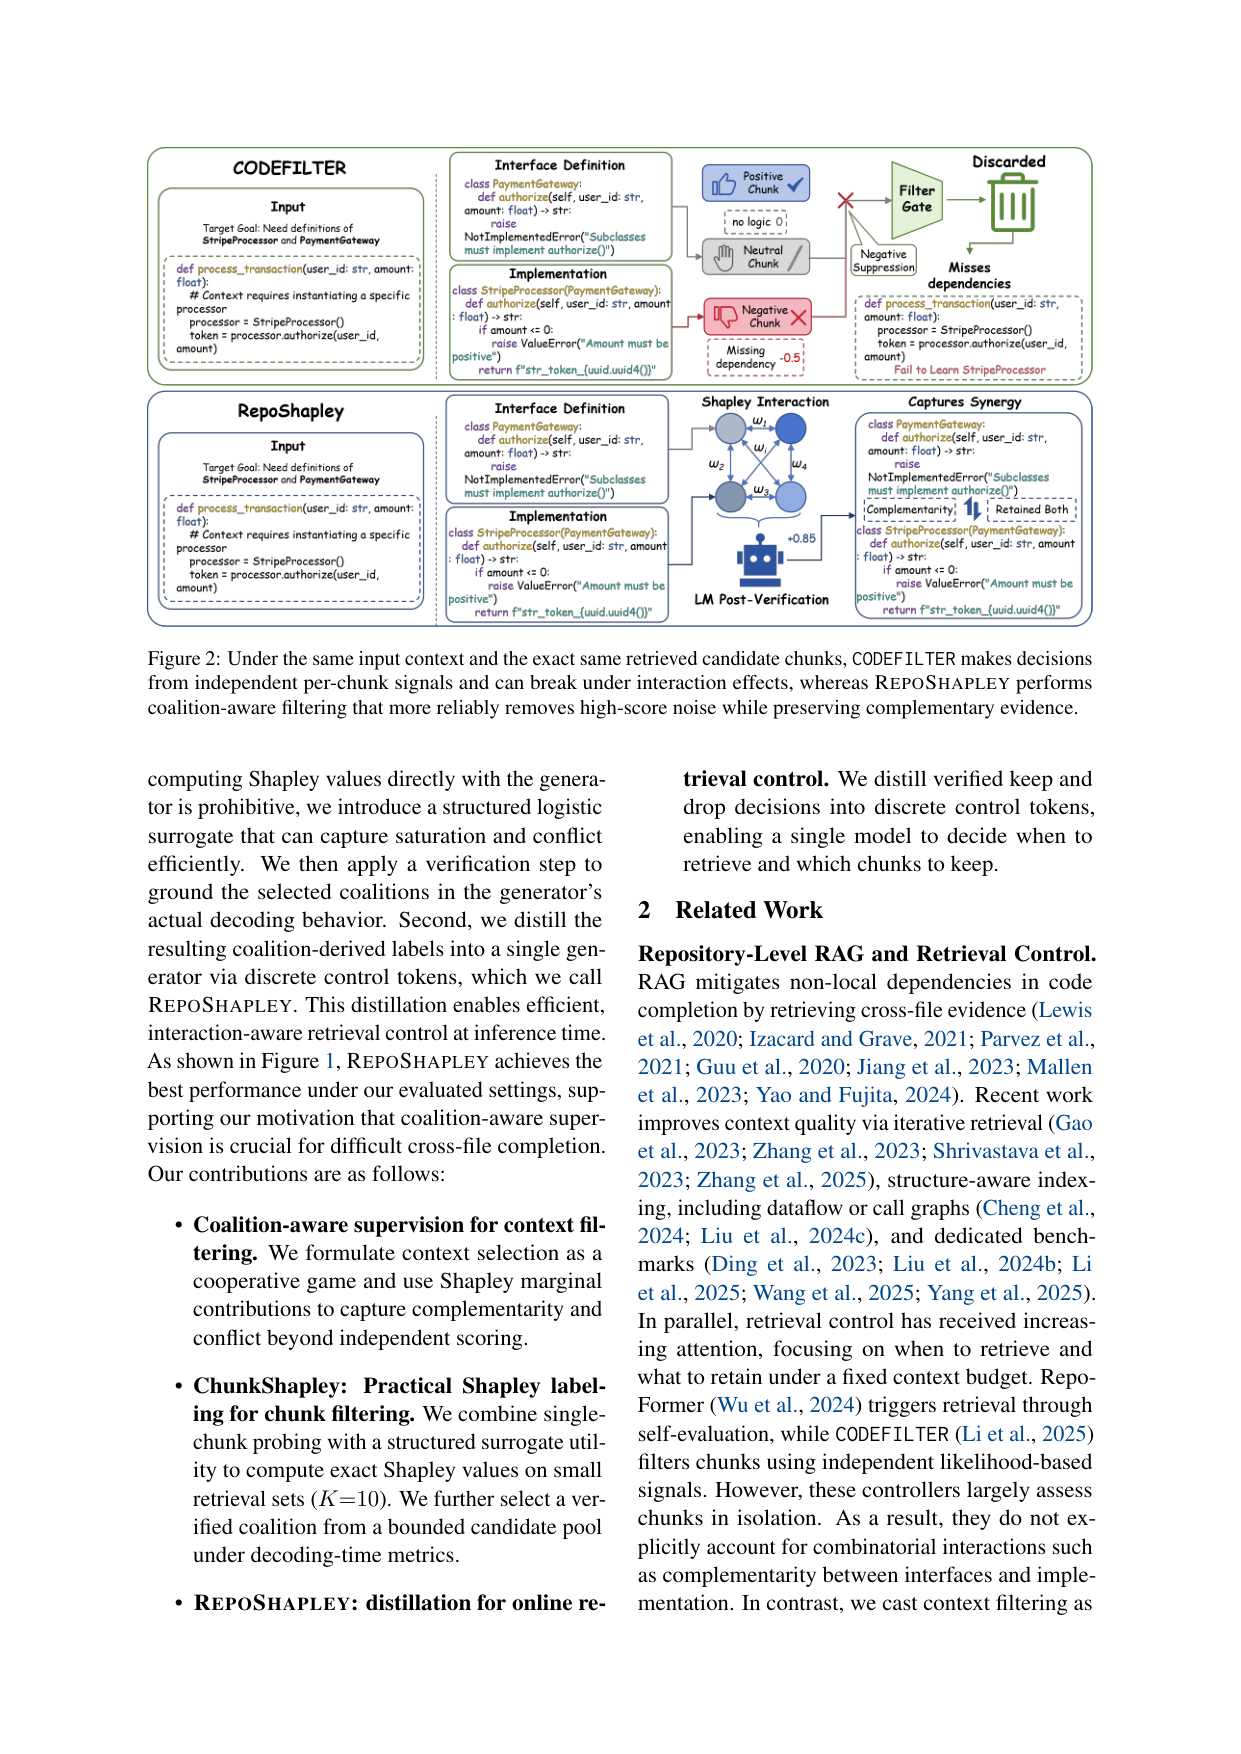 CODEFILTER
Input
Target Goal: Need definitions of
StripeProcessor and PaymentGateway
def process_transaction(user_id: str, amount:
float):
# Context requires instantiating a specific
processor
processor = StripeProcessor()
token = processor.authorize(user_id,
amount)
Interface Definition
class PaymentGateway:
def authorize(self, user_id: str,
amount: float) -> str:
raise
NotImplementedError("Subclasses
must implement authorize()")
Implementation
class StripeProcessor(PaymentGateway):
def authorize(self, user_id: str, amount
: float) -> str:
if amount <= 0:
raise ValueError("Amount must be
positive")
return f"str_token_{uuid.uuid4()}"
Positive
Chunk
no logic 0
Neutral
Chunk
Negative
Chunk
Missing
dependency -0.5
Filter
Gate
Negative
Suppression
Discarded
Misses
dependencies
def process_transaction(user_id: str,
amount: float):
processor = StripeProcessor()
token = processor.authorize(user_id,
amount)
Fail to Learn StripeProcessor
RepoShapley
Input
Target Goal: Need definitions of
StripeProcessor and PaymentGateway
def process_transaction(user_id: str, amount:
float):
# Context requires instantiating a specific
processor
processor = StripeProcessor()
token = processor.authorize(user_id,
amount)
Interface Definition
class PaymentGateway:
def authorize(self, user_id: str,
amount: float) -> str:
raise
NotImplementedError("Subclasses
must implement authorize()")
Implementation
class StripeProcessor(PaymentGateway):
def authorize(self, user_id: str, amount
: float) -> str:
if amount <= 0:
raise ValueError("Amount must be
positive")
return f"str_token_{uuid.uuid4()}"
Shapley Interaction
ω1
ωi
ω2
ω4
ω3
+0.85
LM Post-Verification
Captures Synergy
class PaymentGateway:
def authorize(self, user_id: str,
amount: float) -> str:
raise
NotImplementedError("Subclasses
must implement authorize()")
Complementarity Retained Both
class StripeProcessor(PaymentGateway):
def authorize(self, user_id: str, amount
: float) -> str:
if amount <= 0:
raise ValueError("Amount must be
positive")
return f"str_token_{uuid.uuid4()}"
Figure 2: Under the same input context and the exact same retrieved candidate chunks, CODEFILTER makes decisions
from independent per-chunk signals and can break under interaction effects, whereas REPOSHAPLEY performs
coalition-aware filtering that more reliably removes high-score noise while preserving complementary evidence.
computing Shapley values directly with the genera-
tor is prohibitive, we introduce a structured logistic
surrogate that can capture saturation and conflict
efficiently. We then apply a verification step to
ground the selected coalitions in the generator's
actual decoding behavior. Second, we distill the
resulting coalition-derived labels into a single gen-
erator via discrete control tokens, which we call
REPOSHAPLEY. This distillation enables efficient,
interaction-aware retrieval control at inference time.
As shown in Figure 1, REPOSHAPLEY achieves the
best performance under our evaluated settings, sup-
porting our motivation that coalition-aware super-
vision is crucial for difficult cross-file completion.
Our contributions are as follows:
• Coalition-aware supervision for context fil-
tering. We formulate context selection as a
cooperative game and use Shapley marginal
contributions to capture complementarity and
conflict beyond independent scoring.
• ChunkShapley: Practical Shapley label-
ing for chunk filtering. We combine single-
chunk probing with a structured surrogate util-
ity to compute exact Shapley values on small
retrieval sets (K=10). We further select a ver-
ified coalition from a bounded candidate pool
under decoding-time metrics.
• REPOSHAPLEY: distillation for online re-
trieval control. We distill verified keep and
drop decisions into discrete control tokens,
enabling a single model to decide when to
retrieve and which chunks to keep.
2 Related Work
Repository-Level RAG and Retrieval Control.
RAG mitigates non-local dependencies in code
completion by retrieving cross-file evidence (Lewis
et al., 2020; Izacard and Grave, 2021; Parvez et al.,
2021; Guu et al., 2020; Jiang et al., 2023; Mallen
et al., 2023; Yao and Fujita, 2024). Recent work
improves context quality via iterative retrieval (Gao
et al., 2023; Zhang et al., 2023; Shrivastava et al.,
2023; Zhang et al., 2025), structure-aware index-
ing, including dataflow or call graphs (Cheng et al.,
2024; Liu et al., 2024c), and dedicated bench-
marks (Ding et al., 2023; Liu et al., 2024b; Li
et al., 2025; Wang et al., 2025; Yang et al., 2025).
In parallel, retrieval control has received increas-
ing attention, focusing on when to retrieve and
what to retain under a fixed context budget. Repo-
Former (Wu et al., 2024) triggers retrieval through
self-evaluation, while CODEFILTER (Li et al., 2025)
filters chunks using independent likelihood-based
signals. However, these controllers largely assess
chunks in isolation. As a result, they do not ex-
plicitly account for combinatorial interactions such
as complementarity between interfaces and imple-
mentation. In contrast, we cast context filtering as